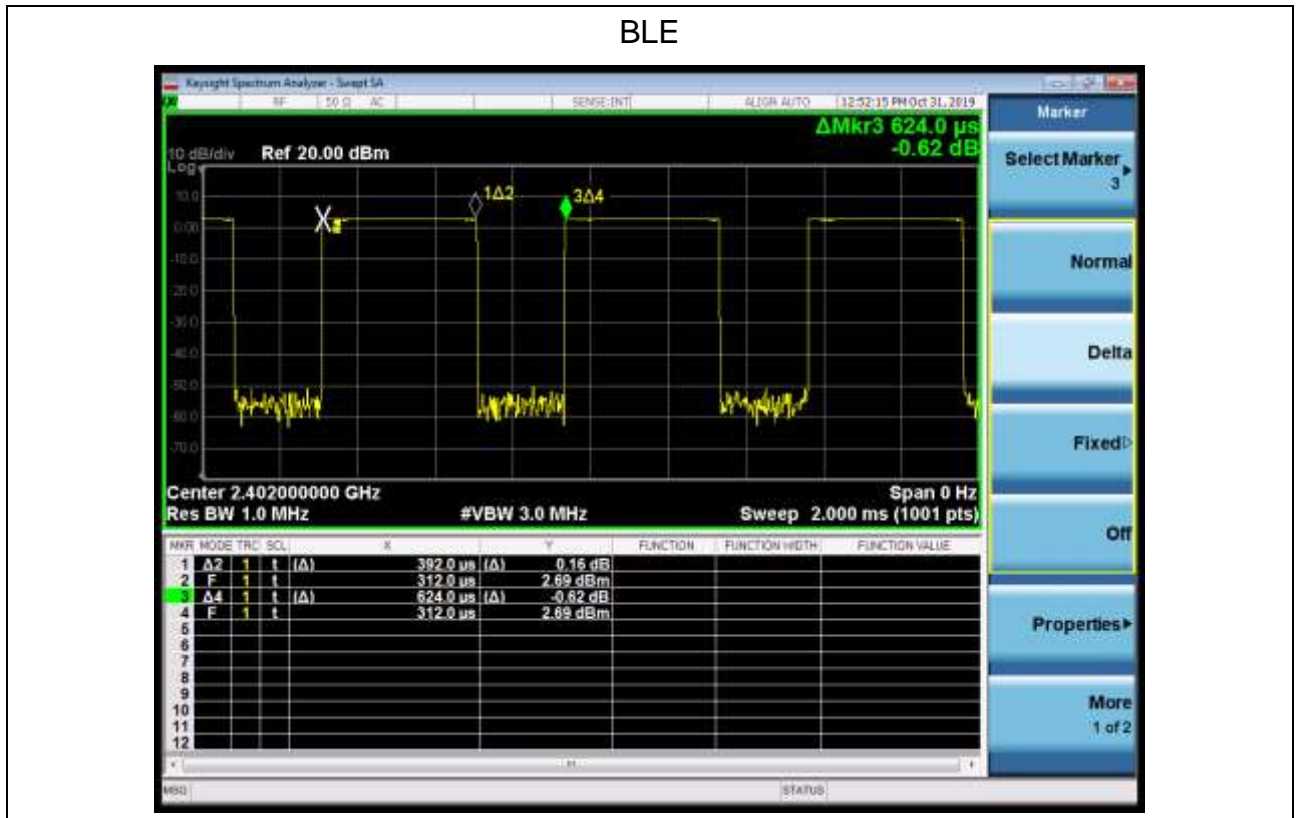 BLE
Keysight Spectrum Analyzer - Swept SA
RF 50 Ω AC SENSE:INT ALIGN AUTO 12:52:15 PM Oct 31, 2019
ΔMkr3 624.0 µs
-0.62 dB
10 dB/div Ref 20.00 dBm
Log
1Δ2
3Δ4
10.0
0.00
-10.0
-20.0
-30.0
-40.0
-50.0
-60.0
-70.0
Center 2.402000000 GHz Span 0 Hz
Res BW 1.0 MHz #VBW 3.0 MHz Sweep 2.000 ms (1001 pts)
MKR MODE TRC SCL X Y FUNCTION FUNCTION WIDTH FUNCTION VALUE
1 Δ2 1 t (Δ) 392.0 µs (Δ) 0.16 dB
2 F 1 t 312.0 µs 2.69 dBm
3 Δ4 1 t (Δ) 624.0 µs (Δ) -0.62 dB
4 F 1 t 312.0 µs 2.69 dBm
5
6
7
8
9
10
11
12
MSG STATUS
Marker
Select Marker
3
Normal
Delta
Fixed
Off
Properties
More
1 of 2